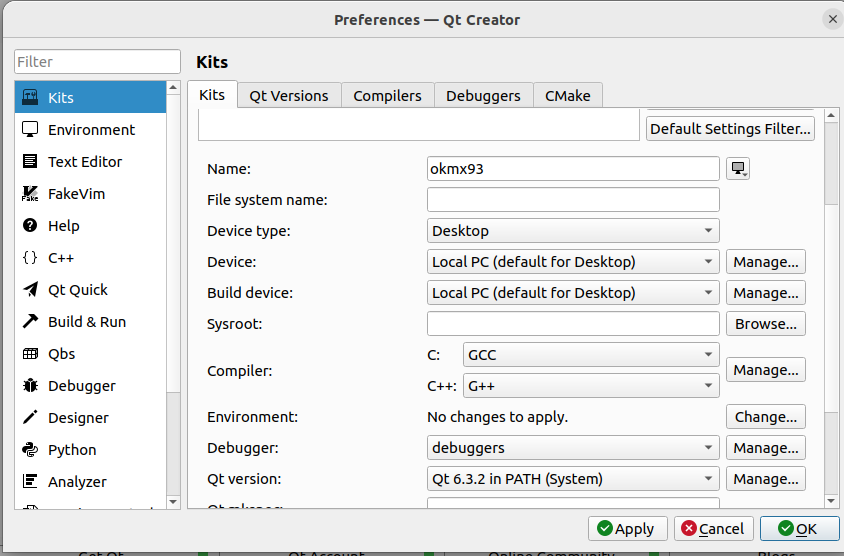 Preferences — Qt Creator
Filter
Kits
Environment
Text Editor
FakeVim
Help
C++
Qt Quick
Build & Run
Qbs
Debugger
Designer
Python
Analyzer
Kits
Kits Qt Versions Compilers Debuggers CMake
Default Settings Filter...
Name: okmx93
File system name:
Device type: Desktop
Device: Local PC (default for Desktop) Manage...
Build device: Local PC (default for Desktop) Manage...
Sysroot: Browse...
Compiler: C: GCC Manage...
C++: G++
Environment: No changes to apply. Change...
Debugger: debuggers Manage...
Qt version: Qt 6.3.2 in PATH (System) Manage...
Apply Cancel OK